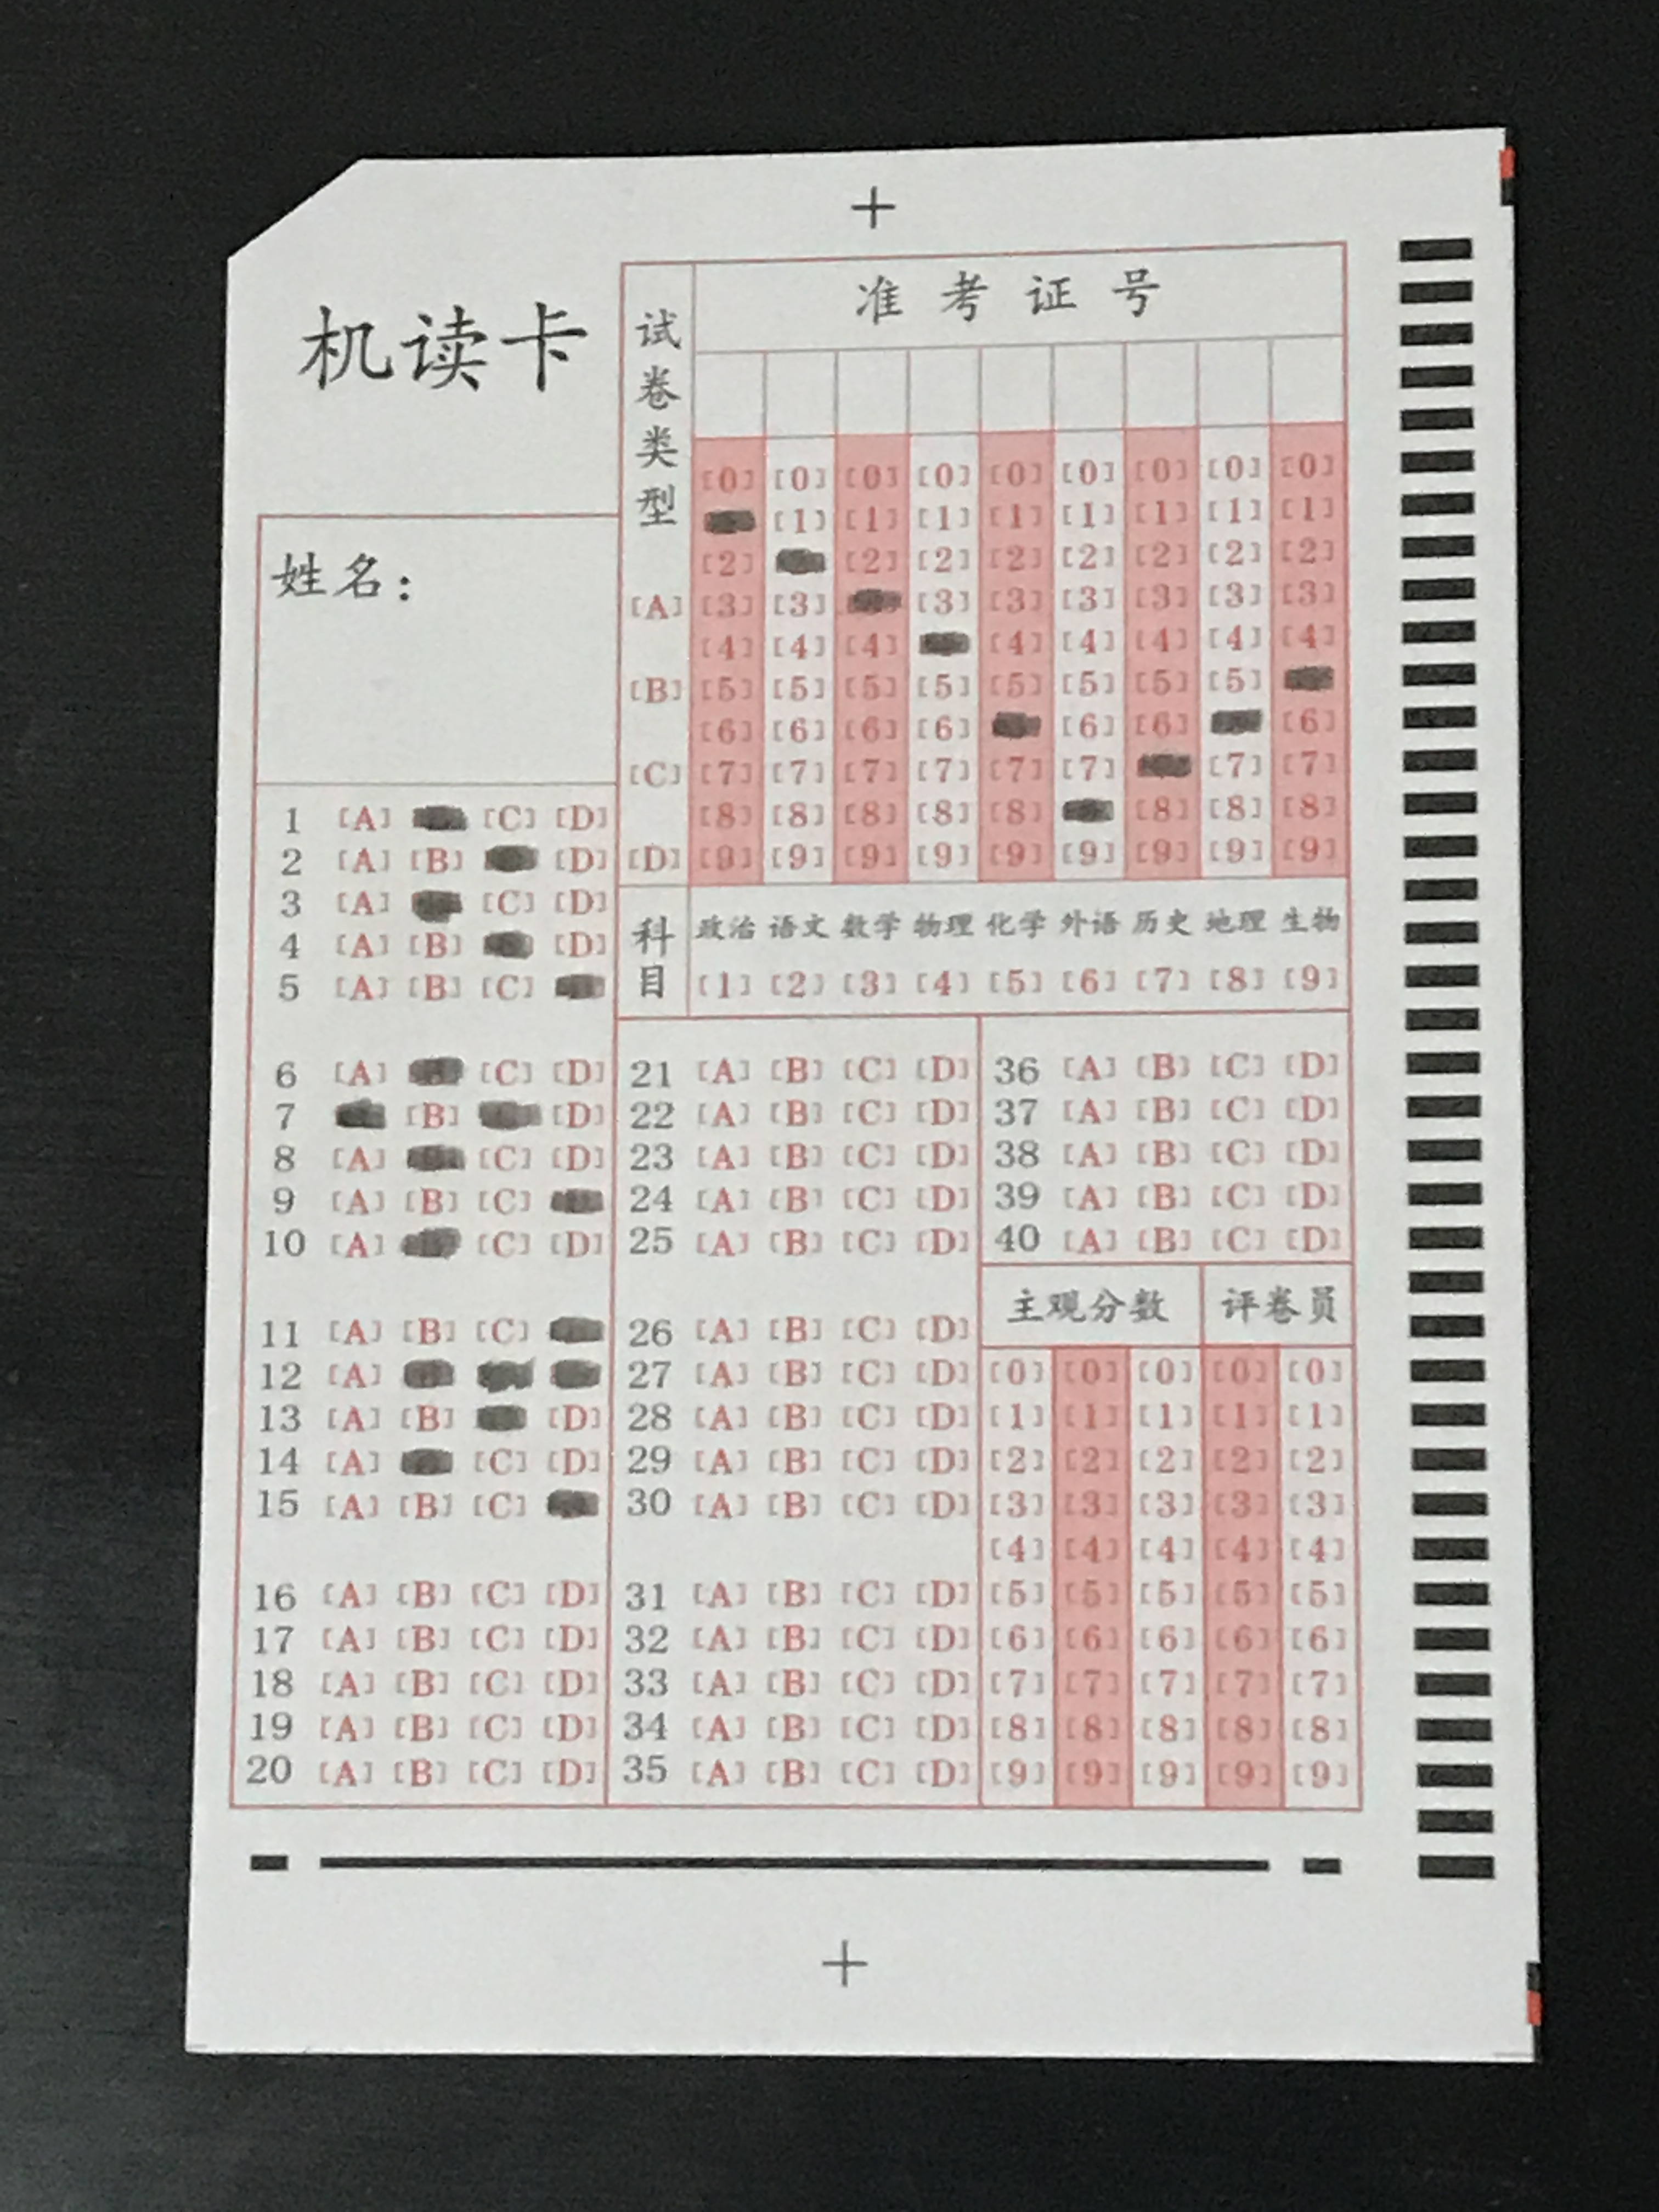 机读卡
姓名：
试卷类型
[A]
[B]
[C]
[D]
准考证号
[0] [0] [0] [0] [0] [0] [0] [0] [0]
[1] [1] [1] [1] [1] [1] [1] [1]
[2] [2] [2] [2] [2] [2] [2] [2]
[3] [3] [3] [3] [3] [3] [3] [3]
[4] [4] [4] [4] [4] [4] [4] [4]
[5] [5] [5] [5] [5] [5] [5] [5]
[6] [6] [6] [6] [6] [6] [6]
[7] [7] [7] [7] [7] [7] [7] [7]
[8] [8] [8] [8] [8] [8] [8] [8]
[9] [9] [9] [9] [9] [9] [9] [9] [9]
科目
政治 语文 数学 物理 化学 外语 历史 地理 生物
[1] [2] [3] [4] [5] [6] [7] [8] [9]
1 [A] [C] [D]
2 [A] [B] [D]
3 [A] [C] [D]
4 [A] [B] [D]
5 [A] [B] [C]
6 [A] [C] [D]
7 [B] [D]
8 [A] [C] [D]
9 [A] [B] [C]
10 [A] [C] [D]
11 [A] [B] [C]
12 [A]
13 [A] [B] [D]
14 [A] [C] [D]
15 [A] [B] [C]
16 [A] [B] [C] [D]
17 [A] [B] [C] [D]
18 [A] [B] [C] [D]
19 [A] [B] [C] [D]
20 [A] [B] [C] [D]
21 [A] [B] [C] [D]
22 [A] [B] [C] [D]
23 [A] [B] [C] [D]
24 [A] [B] [C] [D]
25 [A] [B] [C] [D]
26 [A] [B] [C] [D]
27 [A] [B] [C] [D]
28 [A] [B] [C] [D]
29 [A] [B] [C] [D]
30 [A] [B] [C] [D]
31 [A] [B] [C] [D]
32 [A] [B] [C] [D]
33 [A] [B] [C] [D]
34 [A] [B] [C] [D]
35 [A] [B] [C] [D]
36 [A] [B] [C] [D]
37 [A] [B] [C] [D]
38 [A] [B] [C] [D]
39 [A] [B] [C] [D]
40 [A] [B] [C] [D]
主观分数 评卷员
[0] [0] [0] [0] [0]
[1] [1] [1] [1] [1]
[2] [2] [2] [2] [2]
[3] [3] [3] [3] [3]
[4] [4] [4] [4] [4]
[5] [5] [5] [5] [5]
[6] [6] [6] [6] [6]
[7] [7] [7] [7] [7]
[8] [8] [8] [8] [8]
[9] [9] [9] [9] [9]